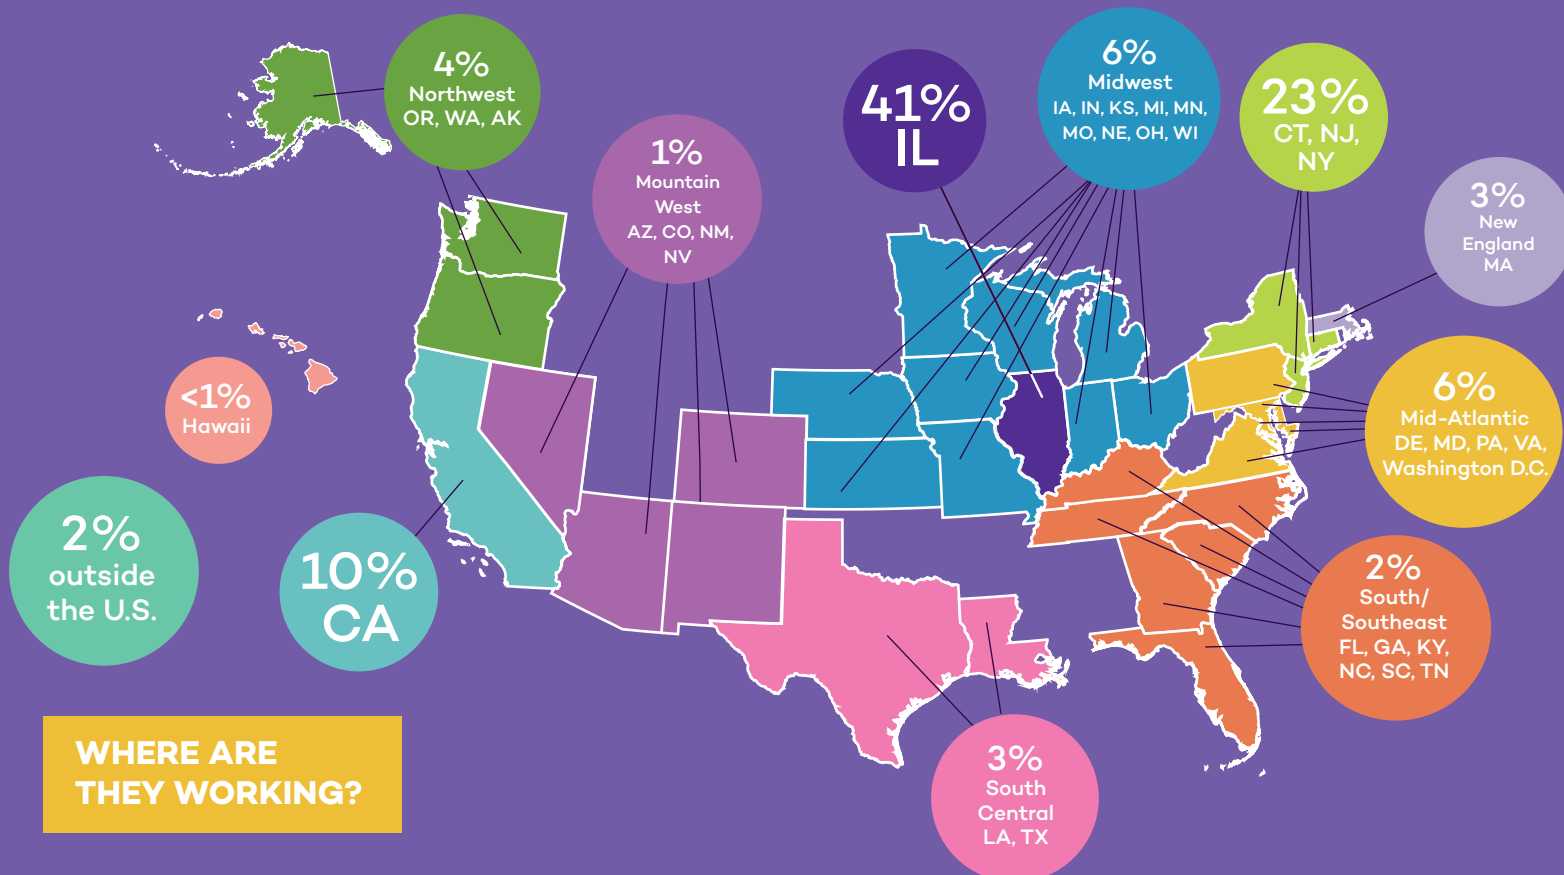 4%
Northwest
OR, WA, AK
1%
Mountain
West
AZ, CO, NM,
NV
41%
IL
6%
Midwest
IA, IN, KS, MI, MN,
MO, NE, OH, WI
23%
CT, NJ,
NY
3%
New
England
MA
<1%
Hawaii
6%
Mid-Atlantic
DE, MD, PA, VA,
Washington D.C.
2%
outside
the U.S.
10%
CA
2%
South/
Southeast
FL, GA, KY,
NC, SC, TN
3%
South
Central
LA, TX
WHERE ARE
THEY WORKING?